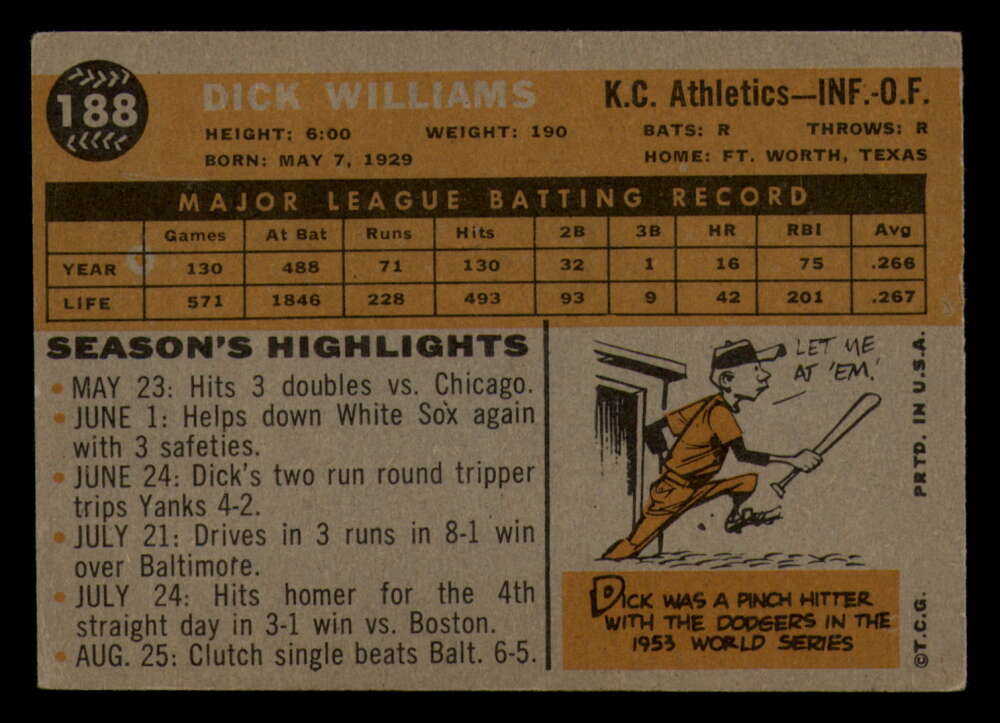 188
DICK WILLIAMS
K.C. Athletics—INF.-O.F.
HEIGHT: 6:00 WEIGHT: 190 BATS: R THROWS: R
BORN: MAY 7, 1929 HOME: FT. WORTH, TEXAS
MAJOR LEAGUE BATTING RECORD
Games At Bat Runs Hits 2B 3B HR RBI Avg
YEAR 130 488 71 130 32 1 16 75 .266
LIFE 571 1846 228 493 93 9 42 201 .267
SEASON'S HIGHLIGHTS
• MAY 23: Hits 3 doubles vs. Chicago.
• JUNE 1: Helps down White Sox again
with 3 safeties.
• JUNE 24: Dick's two run round tripper
trips Yanks 4-2.
• JULY 21: Drives in 3 runs in 8-1 win
over Baltimore.
• JULY 24: Hits homer for the 4th
straight day in 3-1 win vs. Boston.
• AUG. 25: Clutch single beats Balt. 6-5.
LET ME
AT 'EM.'
DICK WAS A PINCH HITTER
WITH THE DODGERS IN THE
1953 WORLD SERIES
PRTD. IN U.S.A.
©T.C.G.